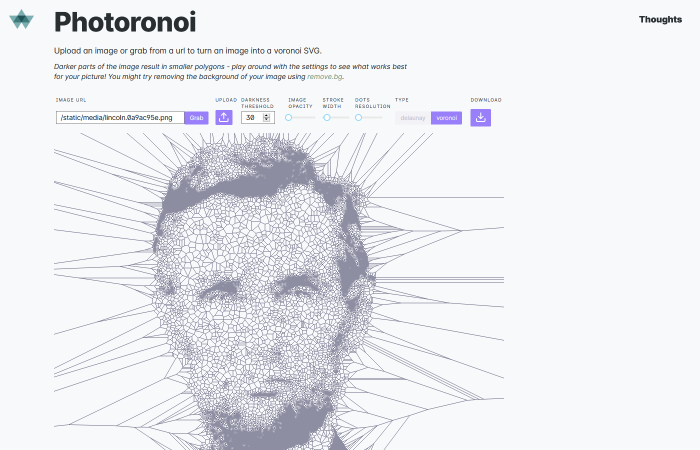 Photoronoi
Thoughts
Upload an image or grab from a url to turn an image into a voronoi SVG.
Darker parts of the image result in smaller polygons - play around with the settings to see what works best
for your picture! You might try removing the background of your image using remove.bg.
IMAGE URL
UPLOAD
DARKNESS
THRESHOLD
IMAGE
OPACITY
STROKE
WIDTH
DOTS
RESOLUTION
TYPE
DOWNLOAD
/static/media/lincoln.0a9ac95e.png
Grab
30
delaunay
voronoi